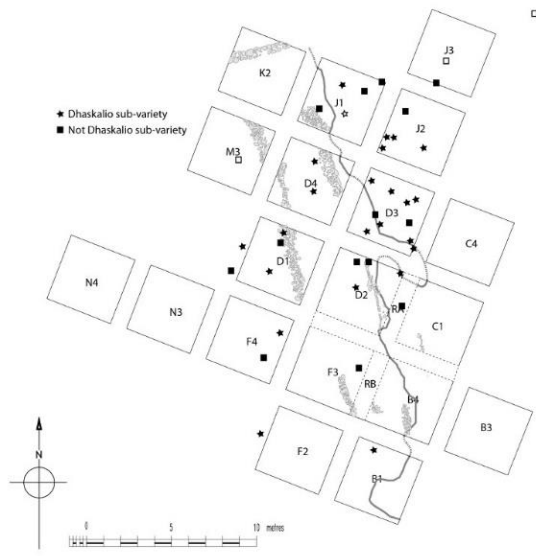 J3
K2
J1
★ Dhaskalio sub-variety
■ Not Dhaskalio sub-variety
J2
M3
D4
D3
C4
D1
N4
D2
N3
RA
C1
F4
F3
RB
B4
B3
F2
B1
N
0 5 10 metres